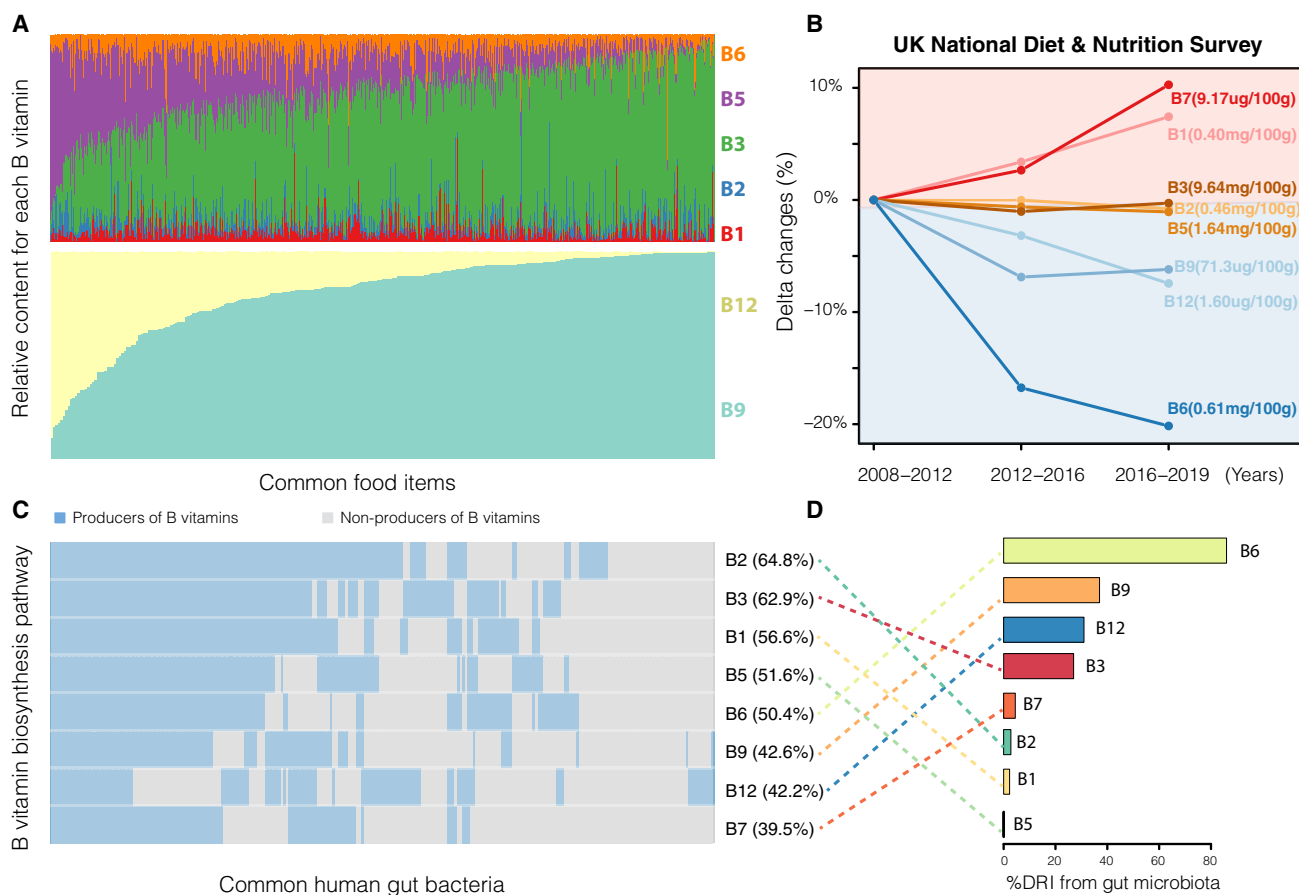 A
Relative content for each B vitamin
B6
B5
B3
B2
B1
B12
B9
Common food items
B
UK National Diet & Nutrition Survey
Delta changes (%)
10%
0%
−10%
−20%
B7(9.17ug/100g)
B1(0.40mg/100g)
B3(9.64mg/100g)
B2(0.46mg/100g)
B5(1.64mg/100g)
B9(71.3ug/100g)
B12(1.60ug/100g)
B6(0.61mg/100g)
2008−2012
2012−2016
2016−2019
(Years)
C
Producers of B vitamins
Non-producers of B vitamins
B vitamin biosynthesis pathway
B2 (64.8%)
B3 (62.9%)
B1 (56.6%)
B5 (51.6%)
B6 (50.4%)
B9 (42.6%)
B12 (42.2%)
B7 (39.5%)
Common human gut bacteria
D
B6
B9
B12
B3
B7
B2
B1
B5
0
20
40
60
80
%DRI from gut microbiota